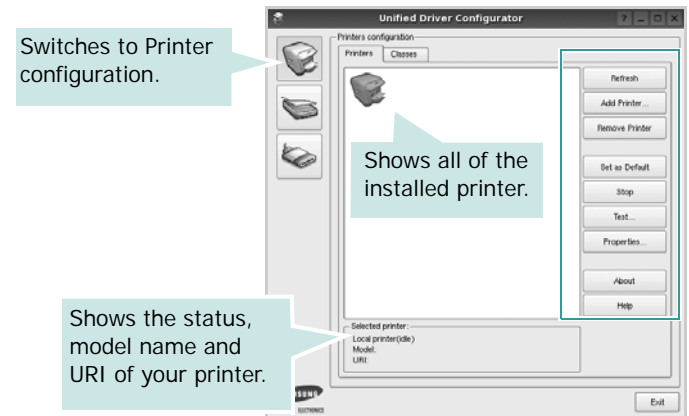 Unified Driver Configurator
Switches to Printer
configuration.
Printers configuration
Printers Classes
Refresh
Add Printer...
Remove Printer
Set as Default
Stop
Test...
Properties...
About
Help
Shows all of the
installed printer.
Shows the status,
model name and
URI of your printer.
Selected printer:
Local printer(idle)
Model:
URI:
ELECTRONICS
Exit